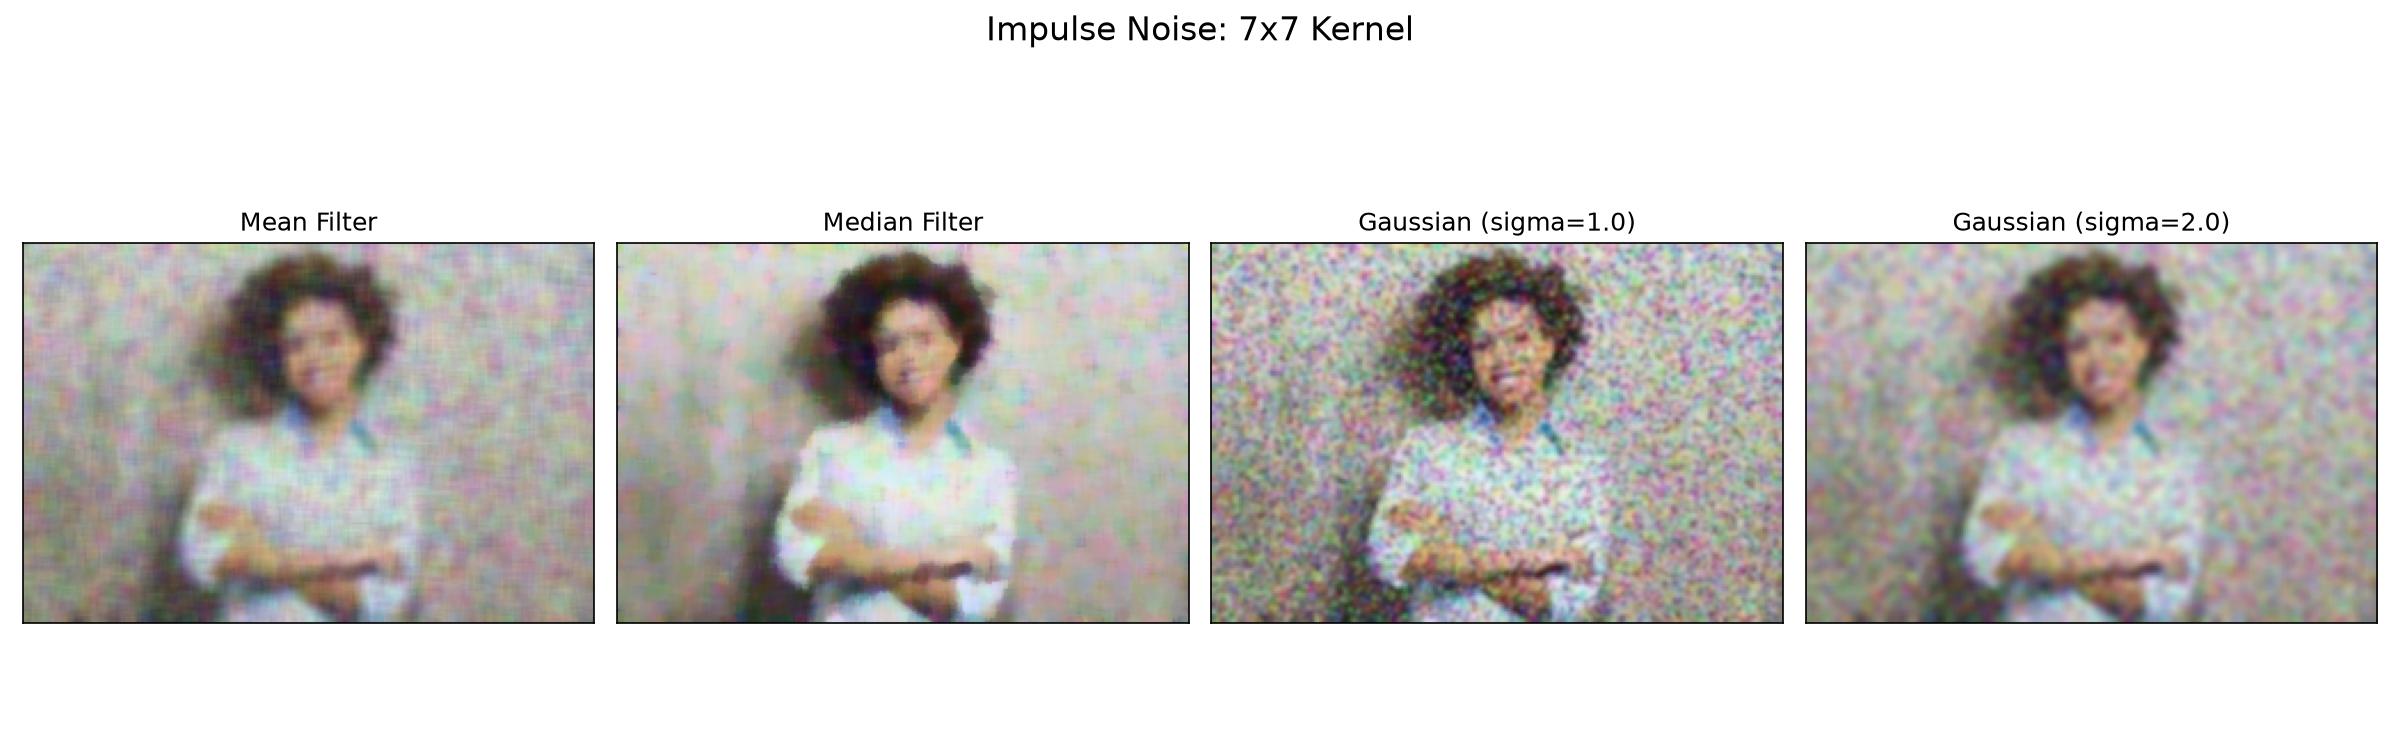 Impulse Noise: 7x7 Kernel
Mean Filter
Median Filter
Gaussian (sigma=1.0)
Gaussian (sigma=2.0)